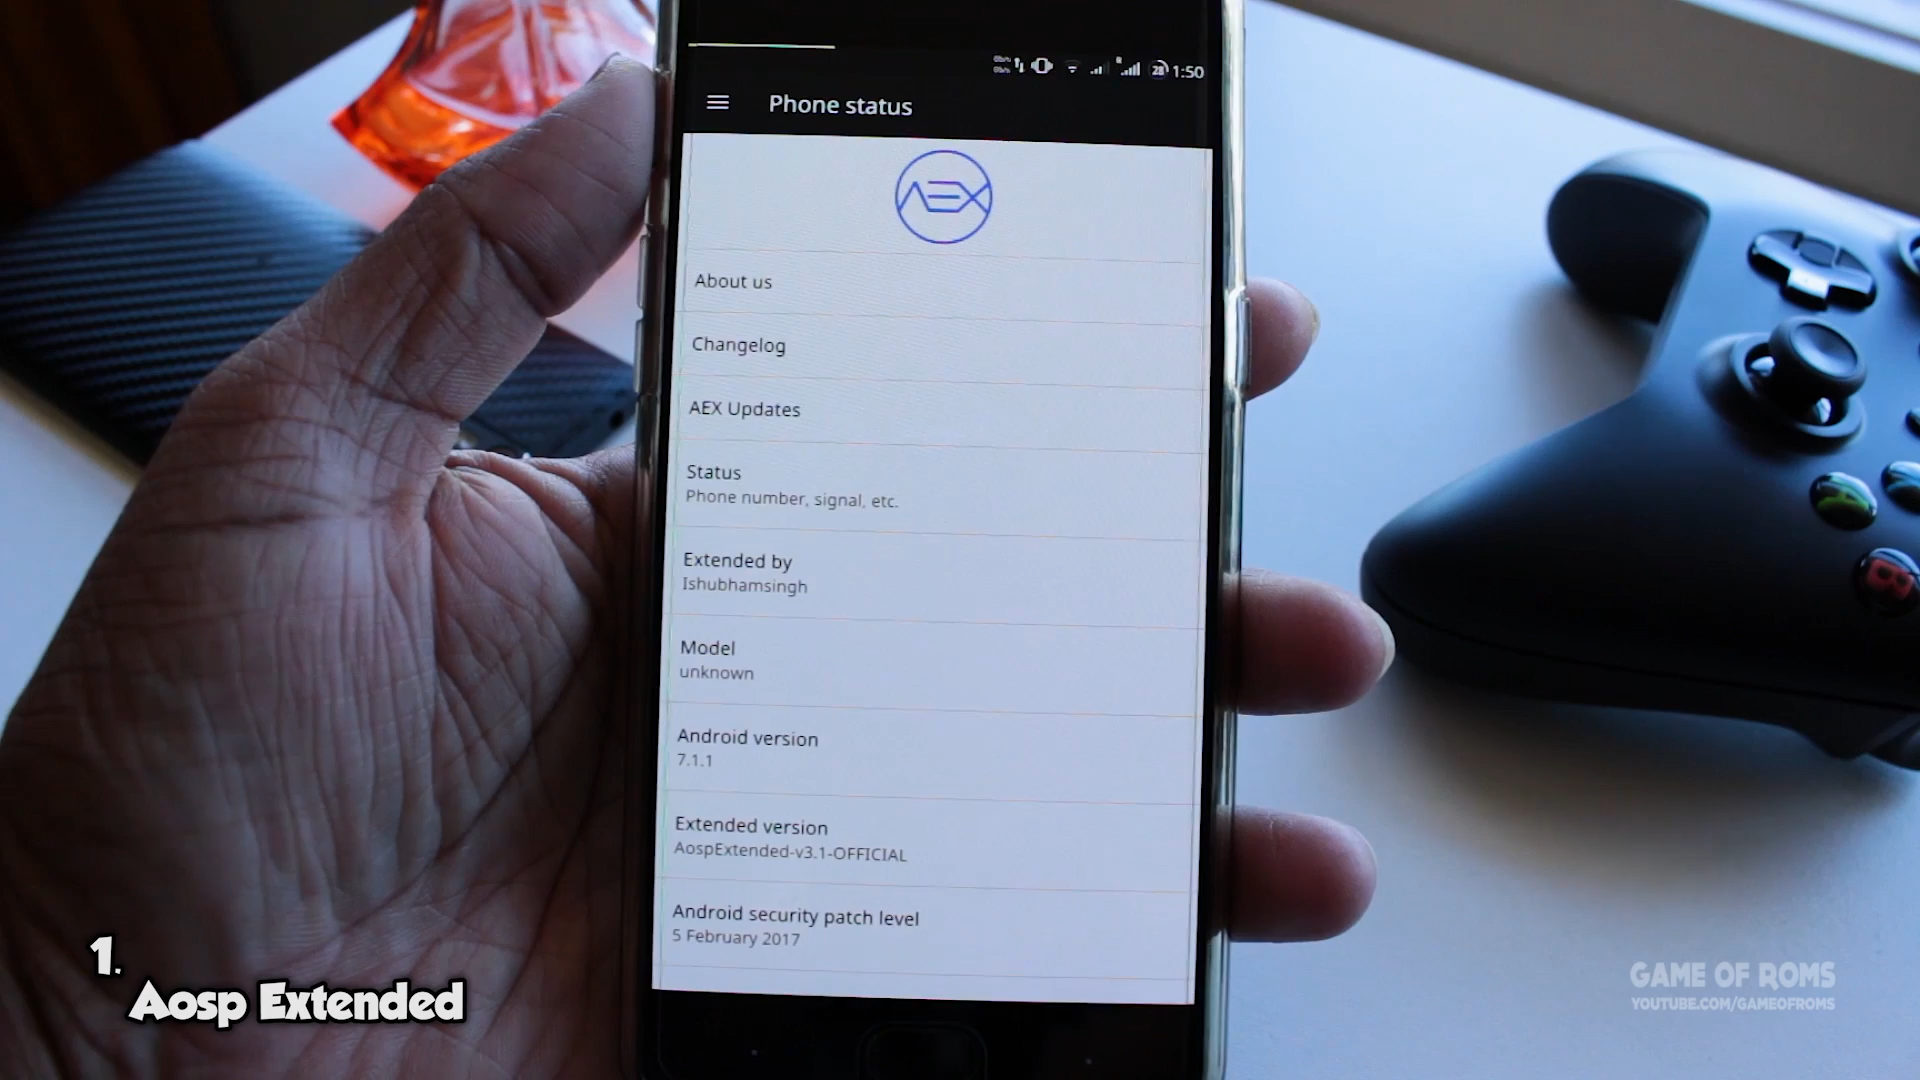 28 1:50
Phone status
AEX
About us
Changelog
AEX Updates
Status
Phone number, signal, etc.
Extended by
Ishubhamsingh
Model
unknown
Android version
7.1.1
Extended version
AospExtended-v3.1-OFFICIAL
Android security patch level
5 February 2017
B
1.
Aosp Extended
GAME OF ROMS
YOUTUBE.COM/GAMEOFROMS